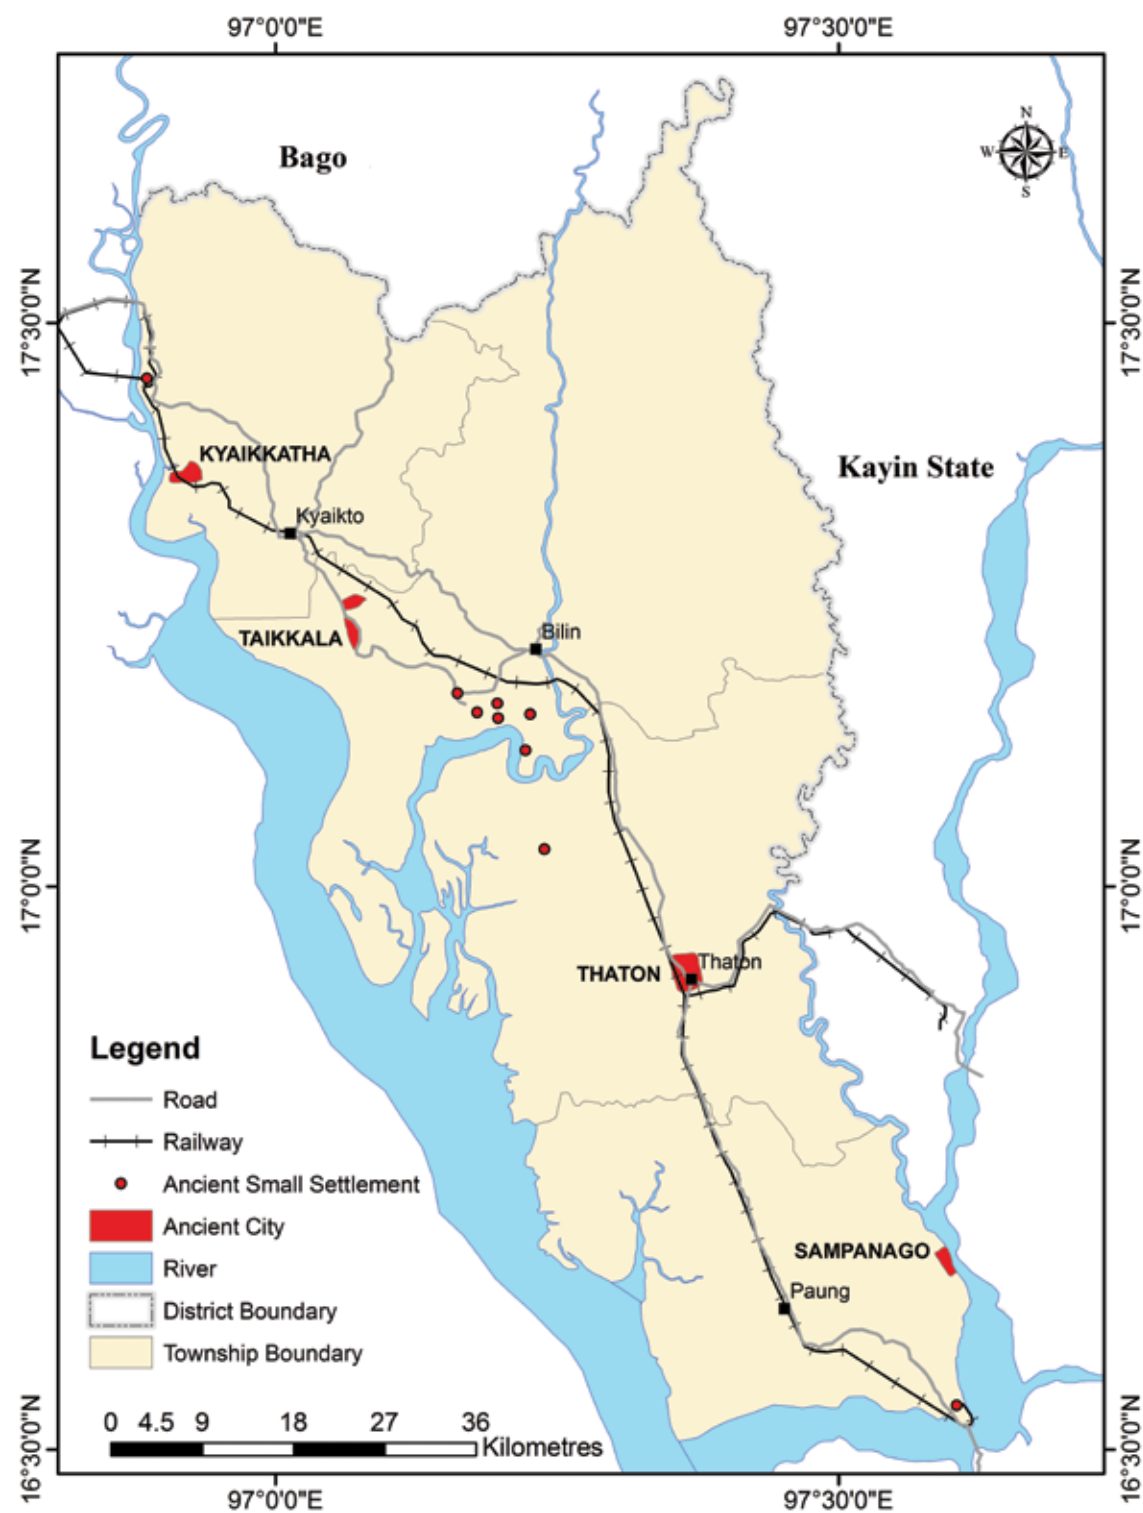 97°0'0"E
97°30'0"E
Bago
N
W
E
S
17°30'0"N
17°30'0"N
KYAIKKATHA
Kayin State
Kyaikto
TAIKKALA
Bilin
17°0'0"N
17°0'0"N
THATON
Thaton
Legend
Road
Railway
Ancient Small Settlement
Ancient City
River
District Boundary
Township Boundary
SAMPANAGO
Paung
0 4.5 9 18 27 36
Kilometres
16°30'0"N
16°30'0"N
97°0'0"E
97°30'0"E